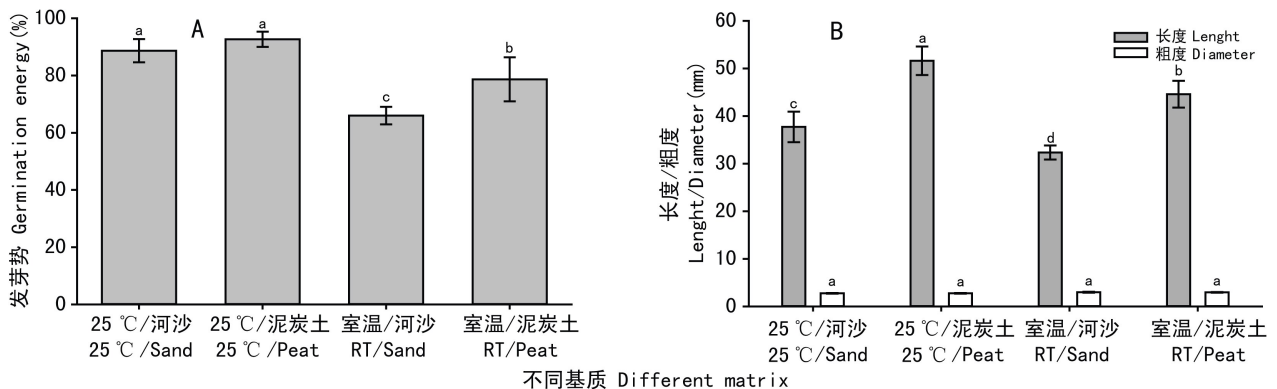 A
发芽势 Germination energy(%)
100
80
60
40
20
0
a
a
c
b
25 ℃/河沙
25 ℃/Sand
25 ℃/泥炭土
25 ℃/Peat
室温/河沙
RT/Sand
室温/泥炭土
RT/Peat
B
长度 Lenght
粗度 Diameter
长度/粗度
Lenght/Diameter(mm)
60
50
40
30
20
10
0
c
a
a
a
d
a
b
a
25 ℃/河沙
25 ℃/Sand
25 ℃/泥炭土
25 ℃/Peat
室温/河沙
RT/Sand
室温/泥炭土
RT/Peat
不同基质 Different matrix